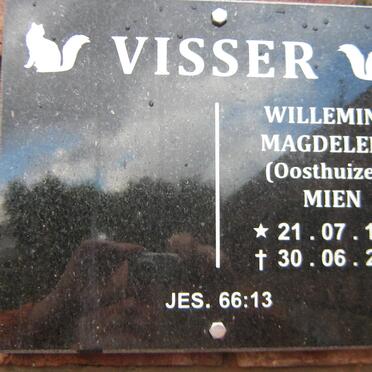 VISSER
WILLEMIN
MAGDELE
(Oosthuize
MIEN
★ 21 . 07 . 1
† 30 . 06 . 2
JES. 66:13